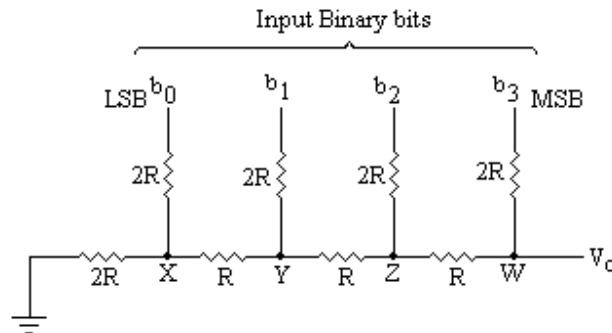 Input Binary bits
LSB b0 b1 b2 b3 MSB
2R 2R 2R 2R
2R X R Y R Z R W Vo